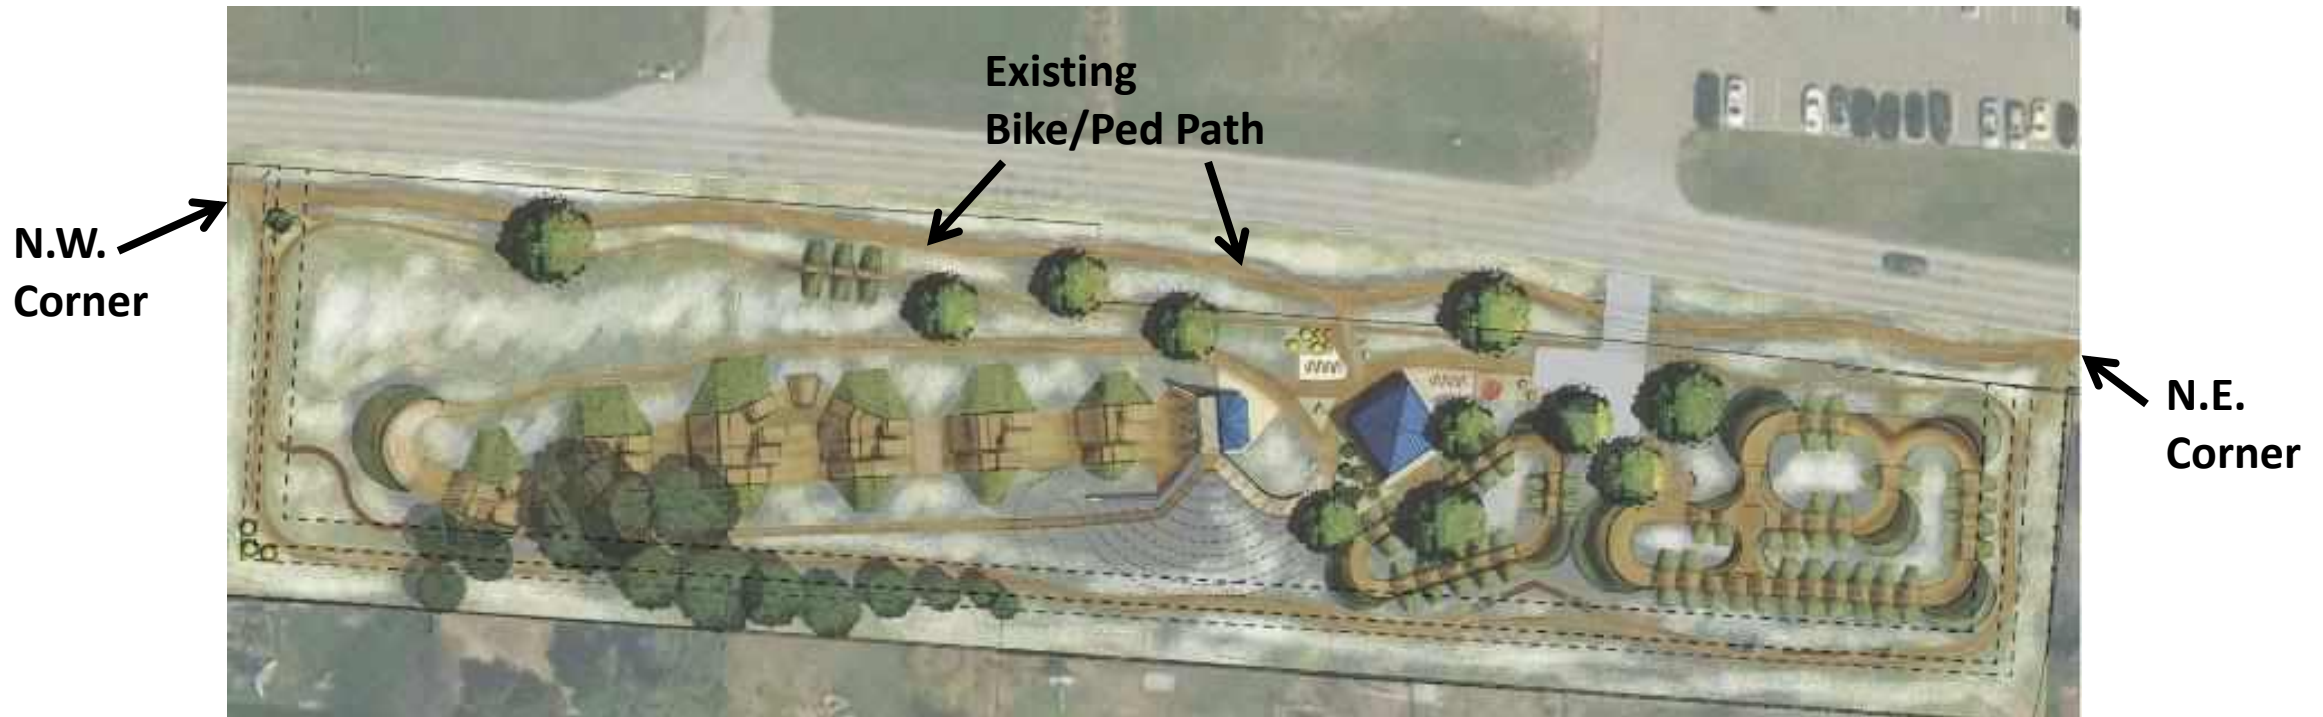 Existing
Bike/Ped Path
N.W.
Corner
N.E.
Corner